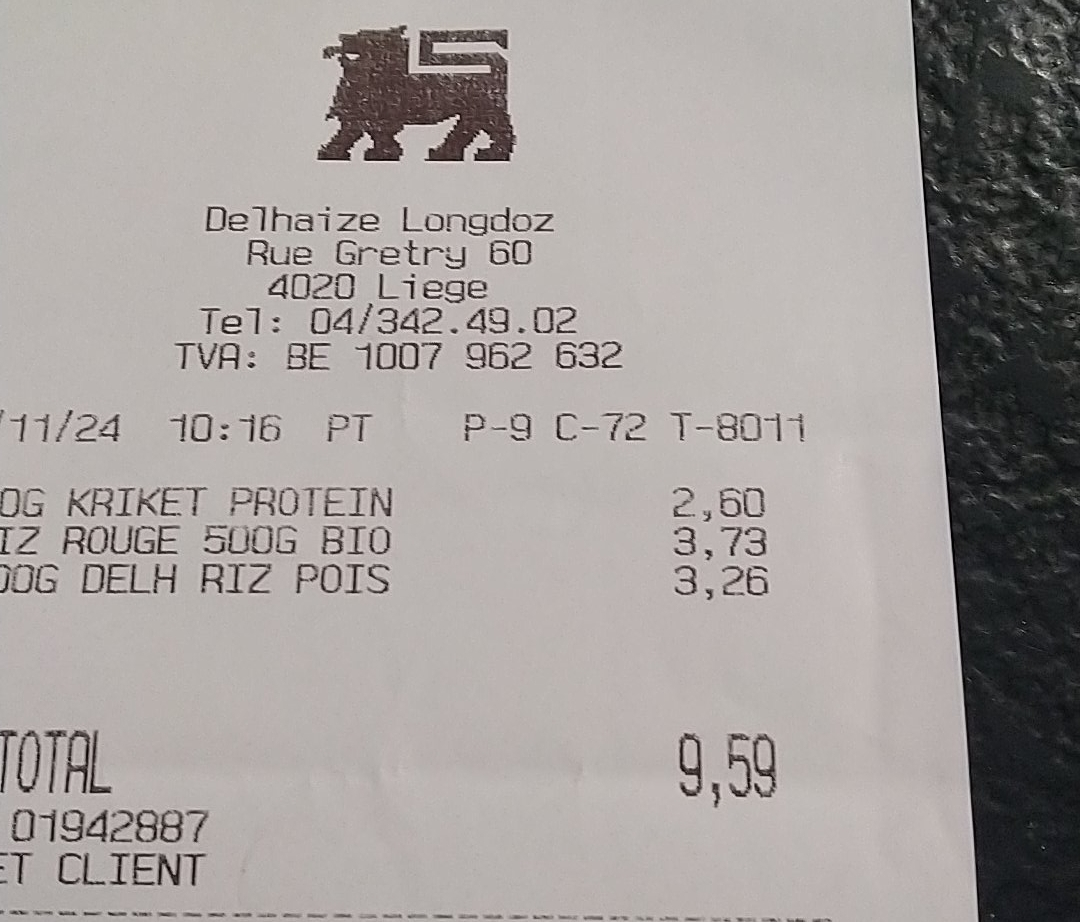 Delhaize Longdoz
Rue Gretry 60
4020 Liege
Tel: 04/342.49.02
TVA: BE 1007 962 632
/11/24 10:16 PT P-9 C-72 T-8011
0G KRIKET PROTEIN 2,60
IZ ROUGE 500G BIO 3,73
00G DELH RIZ POIS 3,26
TOTAL 9,59
01942887
ET CLIENT